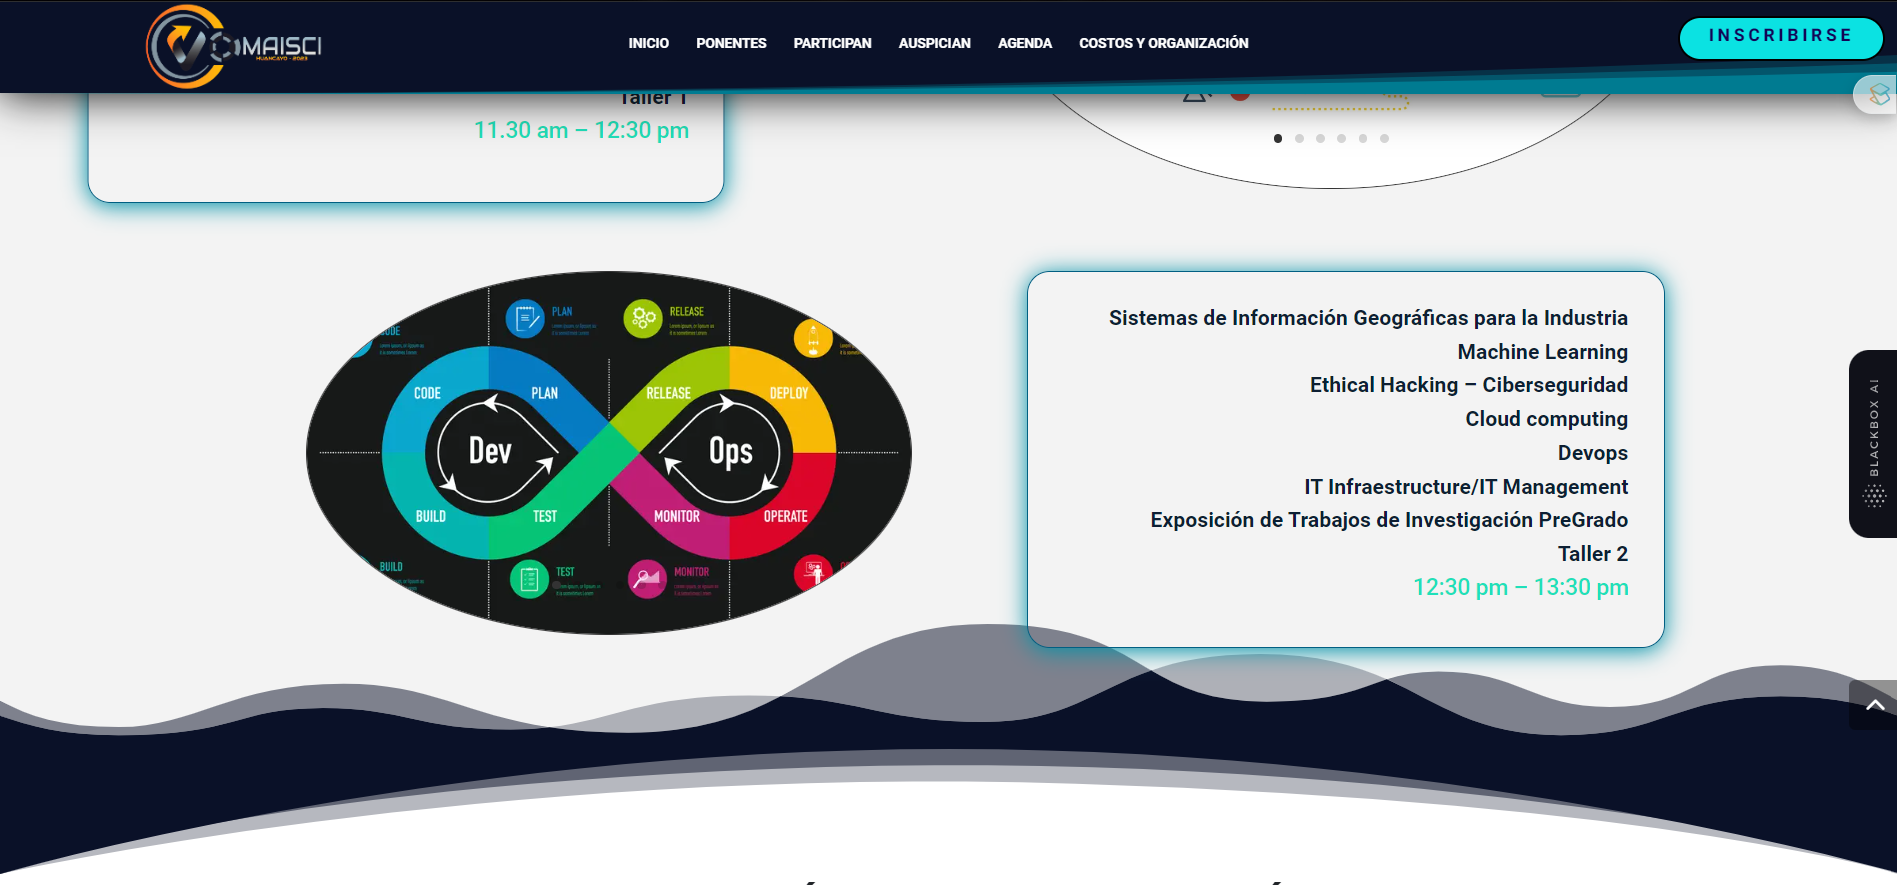 COMAISCI
HUANCAYO - 2023
INICIO
PONENTES
PARTICIPAN
AUSPICIAN
AGENDA
COSTOS Y ORGANIZACIÓN
INSCRIBIRSE
Taller 1
11.30 am – 12:30 pm
PLAN
RELEASE
CODE
CODE
PLAN
RELEASE
DEPLOY
Dev
Ops
BUILD
TEST
MONITOR
OPERATE
BUILD
TEST
MONITOR
Sistemas de Información Geográficas para la Industria
Machine Learning
Ethical Hacking – Ciberseguridad
Cloud computing
Devops
IT Infraestructure/IT Management
Exposición de Trabajos de Investigación PreGrado
Taller 2
12:30 pm – 13:30 pm
BLACKBOX AI